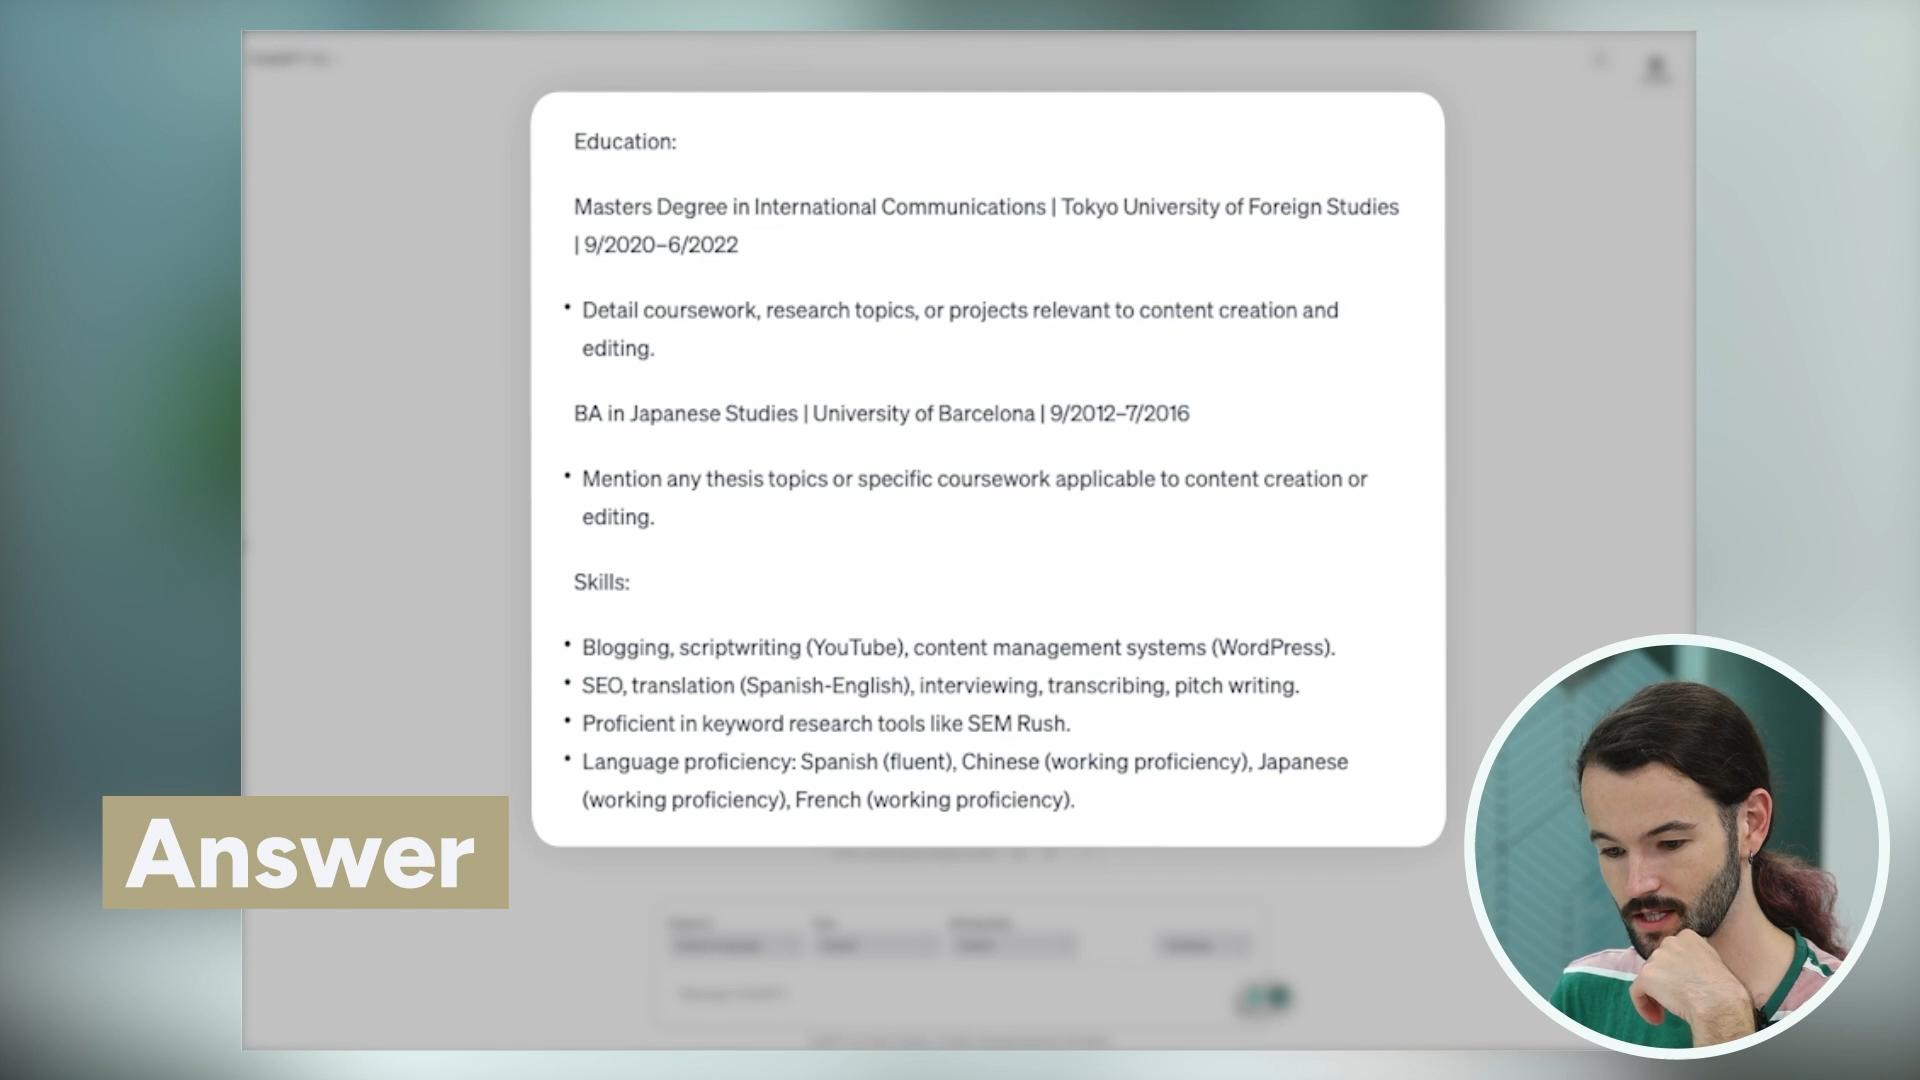 Education:
Masters Degree in International Communications | Tokyo University of Foreign Studies
| 9/2020–6/2022
• Detail coursework, research topics, or projects relevant to content creation and
editing.
BA in Japanese Studies | University of Barcelona | 9/2012–7/2016
• Mention any thesis topics or specific coursework applicable to content creation or
editing.
Skills:
• Blogging, scriptwriting (YouTube), content management systems (WordPress).
• SEO, translation (Spanish-English), interviewing, transcribing, pitch writing.
• Proficient in keyword research tools like SEM Rush.
• Language proficiency: Spanish (fluent), Chinese (working proficiency), Japanese
(working proficiency), French (working proficiency).
Answer